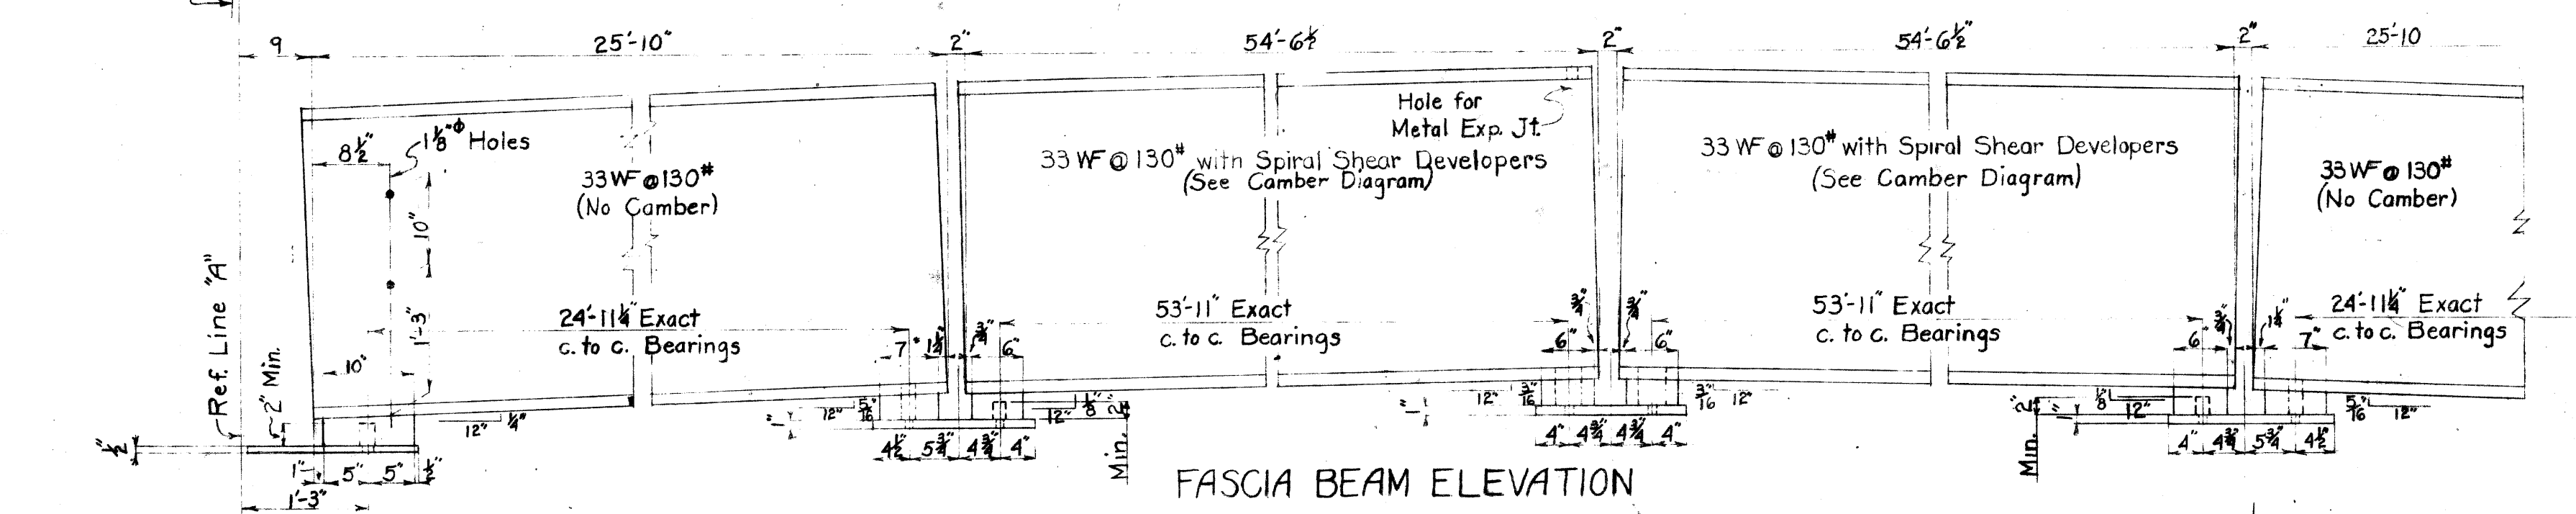 9 25'-10" 2" 54'-6½ 2" 54'-6½" 2" 25'-10
8½" 1⅛"Φ Holes
Hole for
Metal Exp. Jt.
33 WF @ 130#
(No Camber)
33 WF @ 130# with Spiral Shear Developers
(See Camber Diagram)
33 WF @ 130# with Spiral Shear Developers
(See Camber Diagram)
33 WF @ 130#
(No Camber)
10"
1'-3"
Ref. Line "A"
2" Min.
24'-11¼" Exact
c. to c. Bearings
53'-11" Exact
c. to c. Bearings
53'-11" Exact
c. to c. Bearings
24'-11¼" Exact
c. to c. Bearings
10"
7" 1¼" ¾" 6"
¾" 6" ¾" 6"
6" ¾" 1¼ 7"
12" ¼"
1" 12" 5/16
⅛" 12" 2" Min.
1" 12" 3/16
3/16 12"
2" Min. 1" ⅛" 12"
5/16 12"
½"
1" 5" 5" ½"
1'-3"
4½" 5¾" 4¾" 4"
4" 4¾" 4¾" 4"
4" 4¾" 5¾" 4½"
FASCIA BEAM ELEVATION